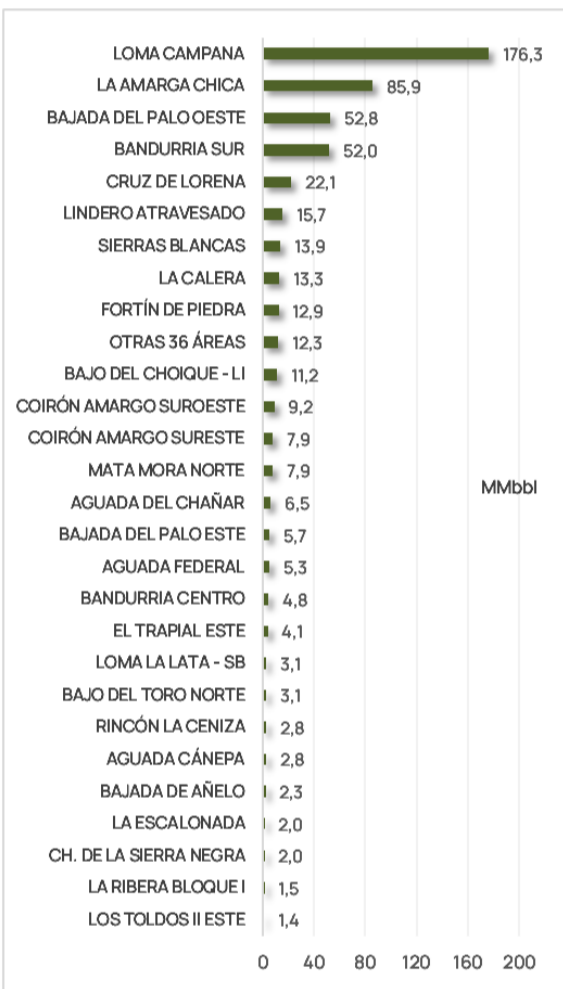 LOMA CAMPANA 176,3
LA AMARGA CHICA 85,9
BAJADA DEL PALO OESTE 52,8
BANDURRIA SUR 52,0
CRUZ DE LORENA 22,1
LINDERO ATRAVESADO 15,7
SIERRAS BLANCAS 13,9
LA CALERA 13,3
FORTÍN DE PIEDRA 12,9
OTRAS 36 ÁREAS 12,3
BAJO DEL CHOIQUE - LI 11,2
COIRÓN AMARGO SUROESTE 9,2
COIRÓN AMARGO SURESTE 7,9
MATA MORA NORTE 7,9
MMbbl
AGUADA DEL CHAÑAR 6,5
BAJADA DEL PALO ESTE 5,7
AGUADA FEDERAL 5,3
BANDURRIA CENTRO 4,8
EL TRAPIAL ESTE 4,1
LOMA LA LATA - SB 3,1
BAJO DEL TORO NORTE 3,1
RINCÓN LA CENIZA 2,8
AGUADA CÁNEPA 2,8
BAJADA DE AÑELO 2,3
LA ESCALONADA 2,0
CH. DE LA SIERRA NEGRA 2,0
LA RIBERA BLOQUE I 1,5
LOS TOLDOS II ESTE 1,4
0 40 80 120 160 200